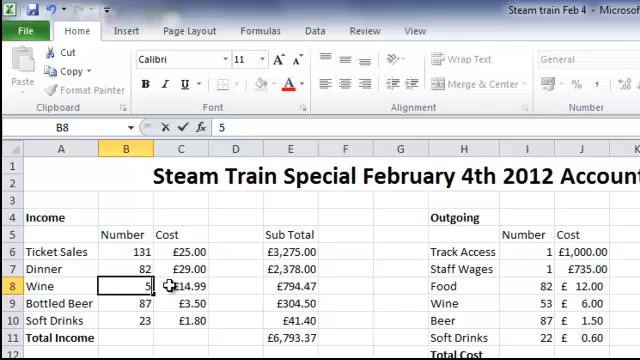 Steam train Feb 4 - Microsof
File Home Insert Page Layout Formulas Data Review View
Cut
Copy
Format Painter
Paste
Clipboard
Calibri 11
B I U
Font
Wrap Text
Merge & Center
Alignment
General
Number
B8 fx 5
A B C D E F G H I J K
1
2 Steam Train Special February 4th 2012 Account
3
4 Income Outgoing
5 Number Cost Sub Total Number Cost
6 Ticket Sales 131 £25.00 £3,275.00 Track Access 1 £1,000.00
7 Dinner 82 £29.00 £2,378.00 Staff Wages 1 £735.00
8 Wine 5 £14.99 £794.47 Food 82 £ 12.00
9 Bottled Beer 87 £3.50 £304.50 Wine 53 £ 6.00
10 Soft Drinks 23 £1.80 £41.40 Beer 87 £ 1.50
11 Total Income £6,793.37 Soft Drinks 22 £ 0.60
12 Total Cost